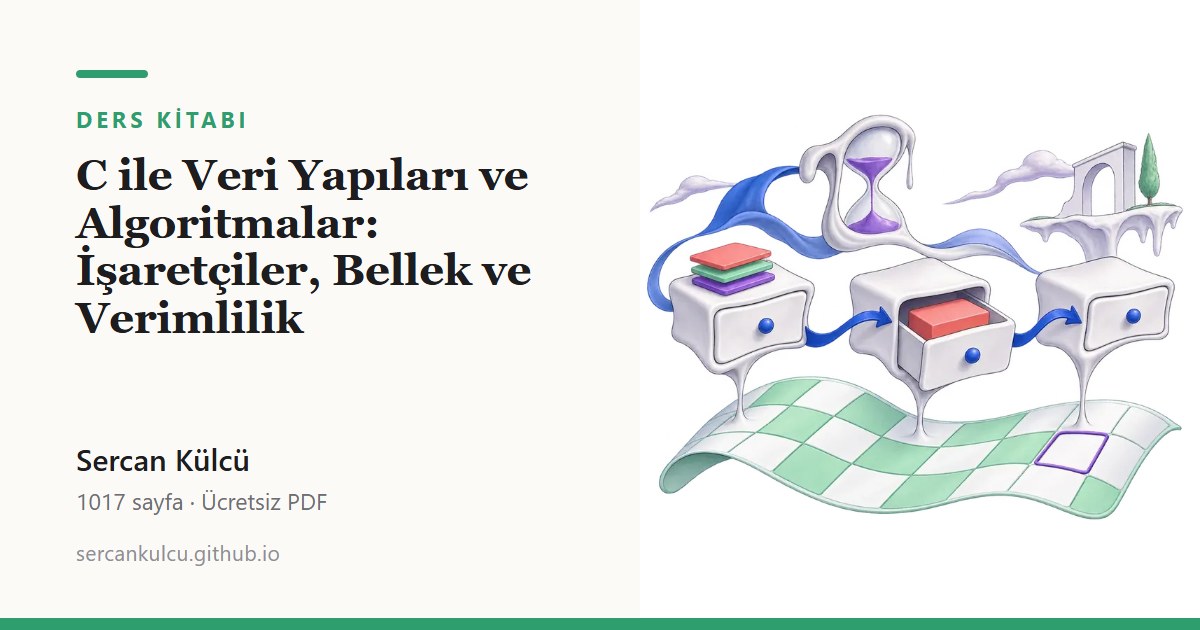 DERS KİTABI
C ile Veri Yapıları ve
Algoritmalar:
İşaretçiler, Bellek ve
Verimlilik
Sercan Külcü
1017 sayfa · Ücretsiz PDF
sercankulcu.github.io